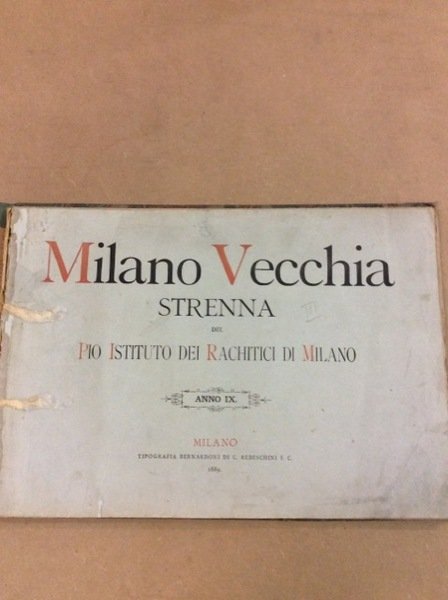 Milano Vecchia
STRENNA
DEL
PIO ISTITUTO DEI RACHITICI DI MILANO
ANNO IX.
MILANO
TIPOGRAFIA BERNARDONI DI C. REBESCHINI E C.